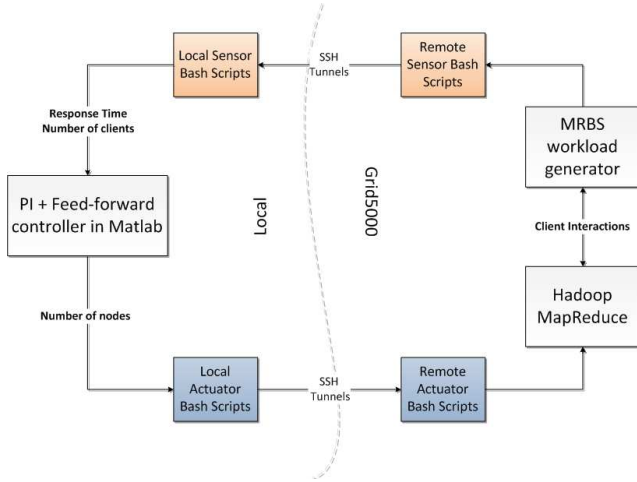 Local Sensor
Bash Scripts
SSH
Tunnels
Remote
Sensor Bash
Scripts
Response Time
Number of clients
MRBS
workload
generator
PI + Feed-forward
controller in Matlab
Local
Grid5000
Client Interactions
Number of nodes
Hadoop
MapReduce
Local
Actuator
Bash Scripts
SSH
Tunnels
Remote
Actuator
Bash Scripts